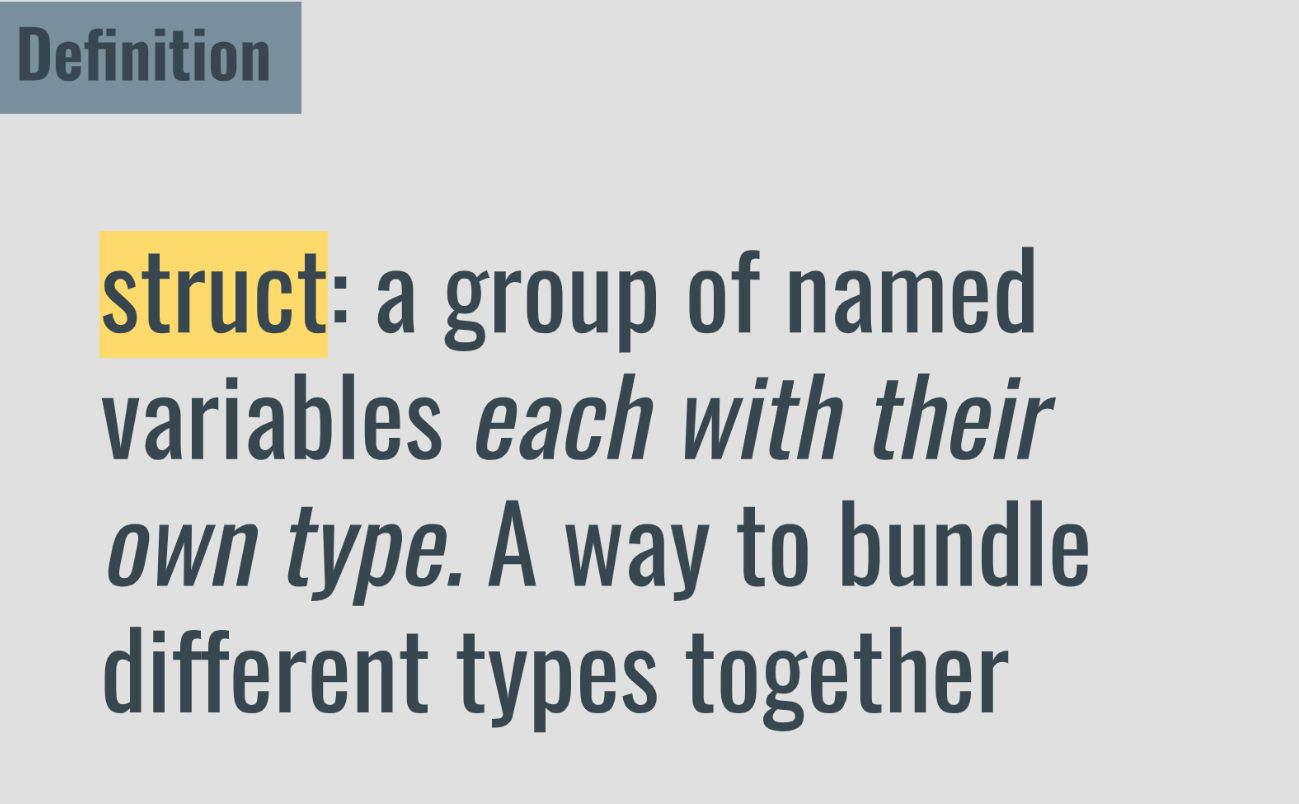 Definition
struct: a group of named
variables each with their
own type. A way to bundle
different types together